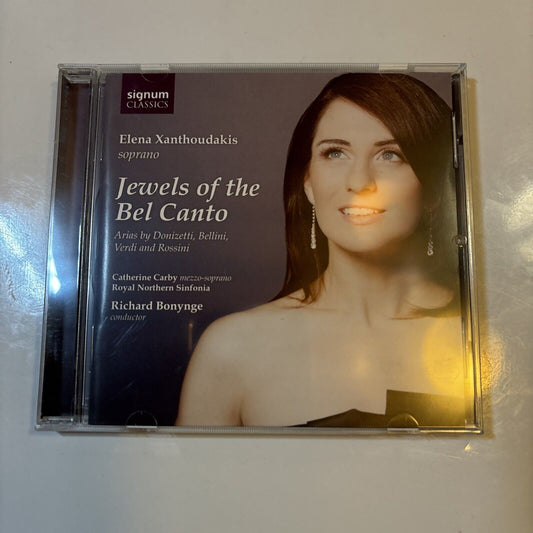 signum
CLASSICS
Elena Xanthoudakis
soprano
Jewels of the
Bel Canto
Arias by Donizetti, Bellini,
Verdi and Rossini
Catherine Carby mezzo-soprano
Royal Northern Sinfonia
Richard Bonynge
conductor